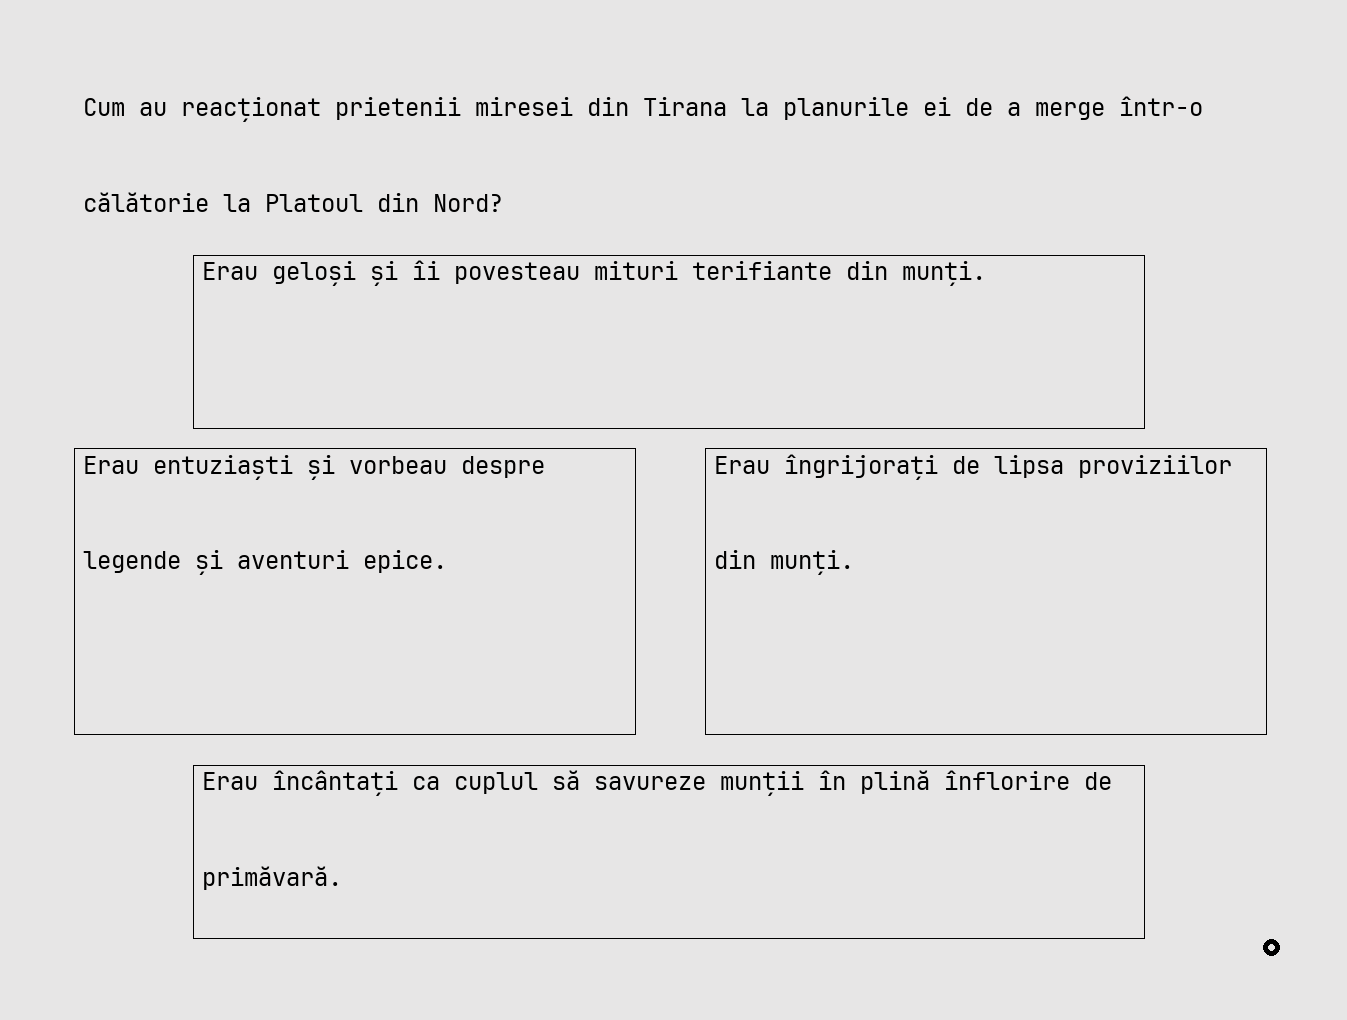 Cum au reacționat prietenii miresei din Tirana la planurile ei de a merge într-o
călătorie la Platoul din Nord?
Erau geloși și îi povesteau mituri terifiante din munți.
Erau entuziaști și vorbeau despre
legende și aventuri epice.
Erau îngrijorați de lipsa proviziilor
din munți.
Erau încântați ca cuplul să savureze munții în plină înflorire de
primăvară.